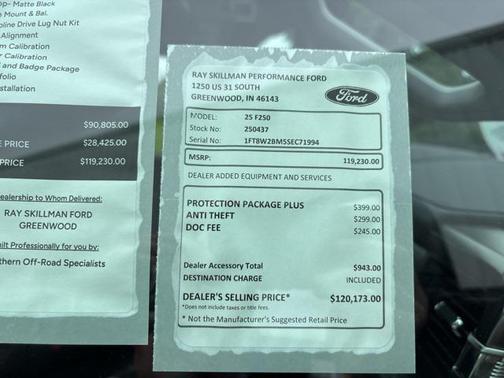 op- Matte Black
e Mount & Bal.
oline Drive Lug Nut Kit
Alignment
m Calibration
r Calibration
and Badge Package
folio
stallation
$90,805.00
E PRICE $28,425.00
PRICE $119,230.00
ealership to Whom Delivered:
RAY SKILLMAN FORD
GREENWOOD
ilt Professionally for you by:
thern Off-Road Specialists
RAY SKILLMAN PERFORMANCE FORD
1250 US 31 SOUTH
GREENWOOD, IN 46143
Ford
MODEL: 25 F250
Stock No: 250437
Serial No: 1FT8W2BM5SEC71994
MSRP: 119,230.00
DEALER ADDED EQUIPMENT AND SERVICES
PROTECTION PACKAGE PLUS $399.00
ANTI THEFT $299.00
DOC FEE $245.00
Dealer Accessory Total $943.00
DESTINATION CHARGE INCLUDED
DEALER'S SELLING PRICE* $120,173.00
*Does not include taxes or title fees.
* Not the Manufacturer's Suggested Retail Price